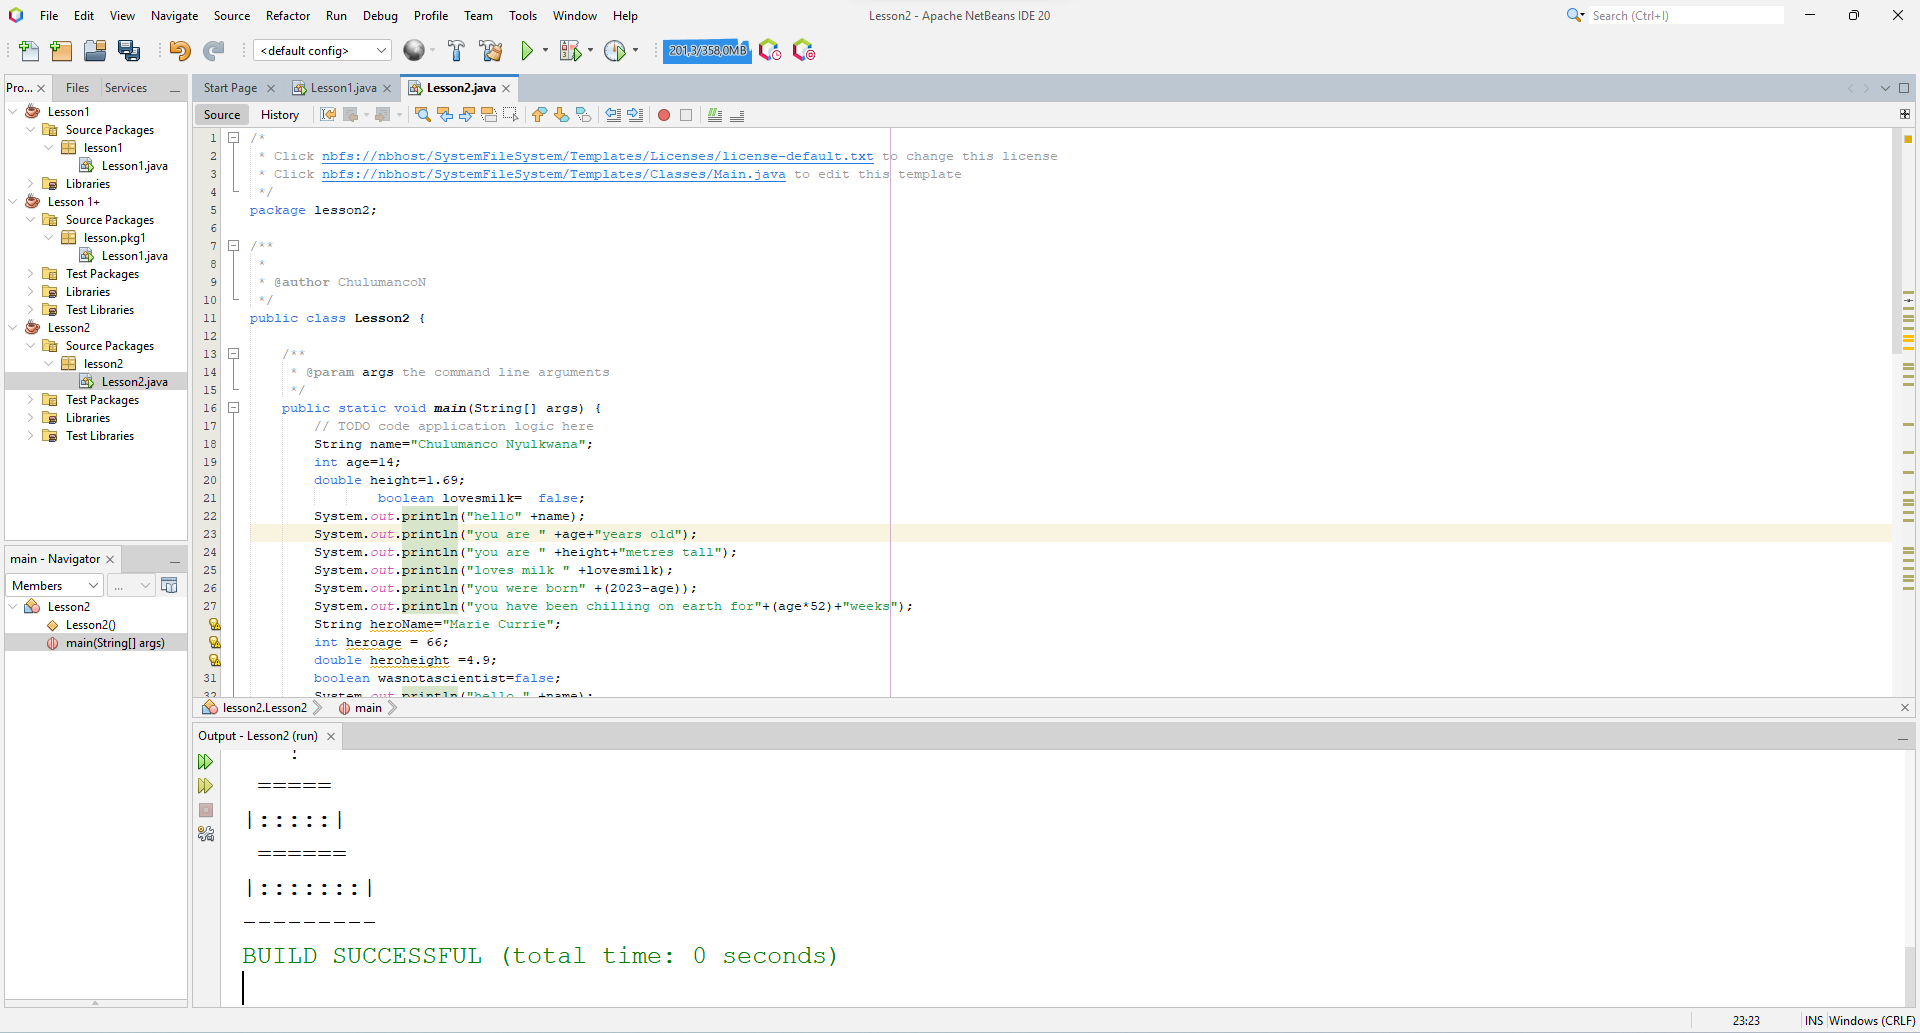 File Edit View Navigate Source Refactor Run Debug Profile Team Tools Window Help
Lesson2 - Apache NetBeans IDE 20
Search (Ctrl+I)
<default config>
201,3/358,0MB
Pro...
Files
Services
Start Page
Lesson1.java
Lesson2.java
Source
History
Lesson1
Source Packages
lesson1
Lesson1.java
Libraries
Lesson 1+
Source Packages
lesson.pkg1
Lesson1.java
Test Packages
Libraries
Test Libraries
Lesson2
Source Packages
lesson2
Lesson2.java
Test Packages
Libraries
Test Libraries
main - Navigator
Members
...
Lesson2
Lesson2()
main(String[] args)
1 /*
2 * Click nbfs://nbhost/SystemFileSystem/Templates/Licenses/license-default.txt to change this license
3 * Click nbfs://nbhost/SystemFileSystem/Templates/Classes/Main.java to edit this template
4 */
5 package lesson2;
6
7 /**
8 *
9 * @author ChulumancoN
10 */
11 public class Lesson2 {
12
13 /**
14 * @param args the command line arguments
15 */
16 public static void main(String[] args) {
17 // TODO code application logic here
18 String name="Chulumanco Nyulkwana";
19 int age=14;
20 double height=1.69;
21 boolean lovesmilk= false;
22 System.out.println("hello" +name);
23 System.out.println("you are " +age+"years old");
24 System.out.println("you are " +height+"metres tall");
25 System.out.println("loves milk " +lovesmilk);
26 System.out.println("you were born" +(2023-age));
27 System.out.println("you have been chilling on earth for"+(age*52)+"weeks");
String heroName="Marie Currie";
int heroage = 66;
double heroheight =4.9;
31 boolean wasnotascientist=false;
32 System.out.println("hello " +name);
lesson2.Lesson2
main
Output - Lesson2 (run)
:
=====
|:::::|
======
|:::::::|
---------
BUILD SUCCESSFUL (total time: 0 seconds)
23:23
INS
Windows (CRLF)